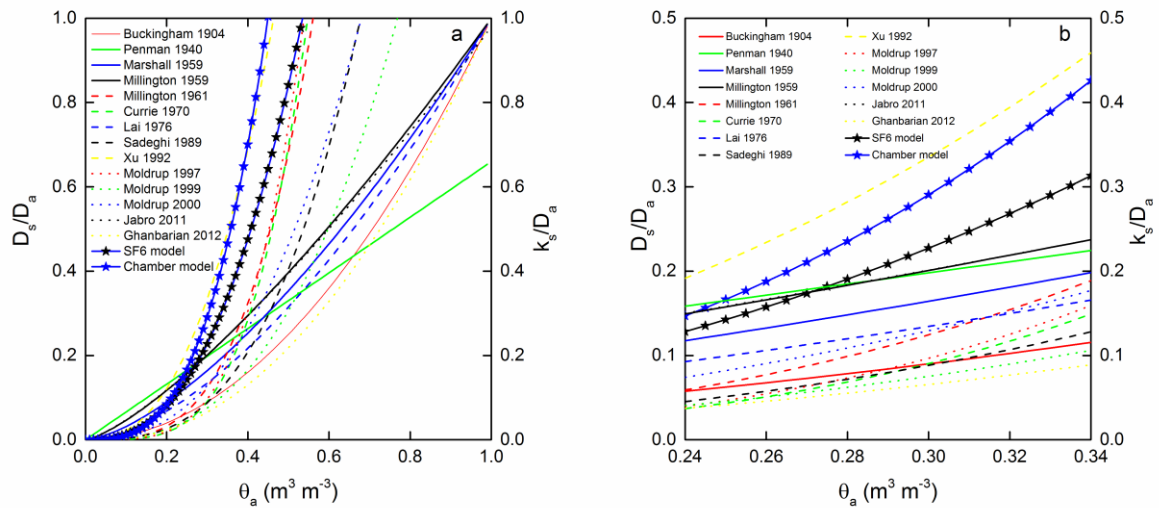 a
Buckingham 1904
Penman 1940
Marshall 1959
Millington 1959
Millington 1961
Currie 1970
Lai 1976
Sadeghi 1989
Xu 1992
Moldrup 1997
Moldrup 1999
Moldrup 2000
Jabro 2011
Ghanbarian 2012
SF6 model
Chamber model
1.0
0.8
0.6
0.4
0.2
0.0
Ds/Da
0.0 0.2 0.4 0.6 0.8 1.0
θa (m3 m-3)
1.0
0.8
0.6
0.4
0.2
0.0
ks/Da
b
Buckingham 1904
Penman 1940
Marshall 1959
Millington 1959
Millington 1961
Currie 1970
Lai 1976
Sadeghi 1989
Xu 1992
Moldrup 1997
Moldrup 1999
Moldrup 2000
Jabro 2011
Ghanbarian 2012
SF6 model
Chamber model
0.5
0.4
0.3
0.2
0.1
0.0
Ds/Da
0.24 0.26 0.28 0.30 0.32 0.34
θa (m3 m-3)
0.5
0.4
0.3
0.2
0.1
0.0
ks/Da